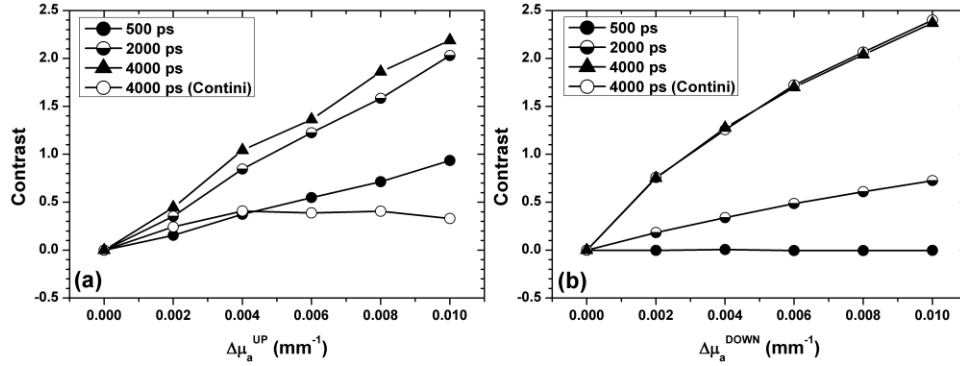 500 ps
2000 ps
4000 ps
4000 ps (Contini)
Contrast
2.5
2.0
1.5
1.0
0.5
0.0
-0.5
(a)
0.000 0.002 0.004 0.006 0.008 0.010
Δμₐᵁᴾ (mm⁻¹)
500 ps
2000 ps
4000 ps
4000 ps (Contini)
Contrast
2.5
2.0
1.5
1.0
0.5
0.0
-0.5
(b)
0.000 0.002 0.004 0.006 0.008 0.010
Δμₐᴰᴼᵂᴺ (mm⁻¹)